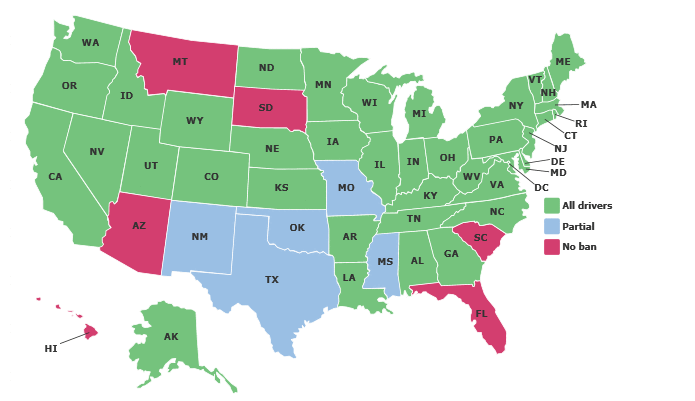 WA
MT
ND
MN
ME
VT
NH
OR
ID
SD
WI
MI
NY
MA
RI
CT
WY
NE
IA
PA
NJ
NV
UT
CO
IL
IN
OH
DE
MD
WV
VA
DC
CA
KS
MO
KY
All drivers
AZ
NM
OK
AR
TN
NC
Partial
SC
No ban
TX
LA
MS
AL
GA
FL
AK
HI